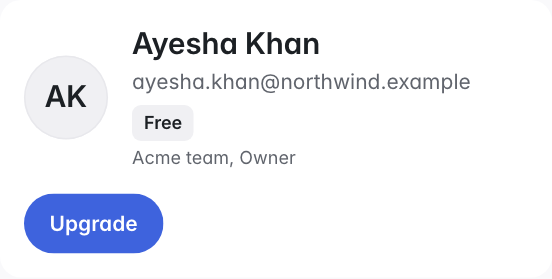 AK
Ayesha Khan
ayesha.khan@northwind.example
Free
Acme team, Owner
Upgrade